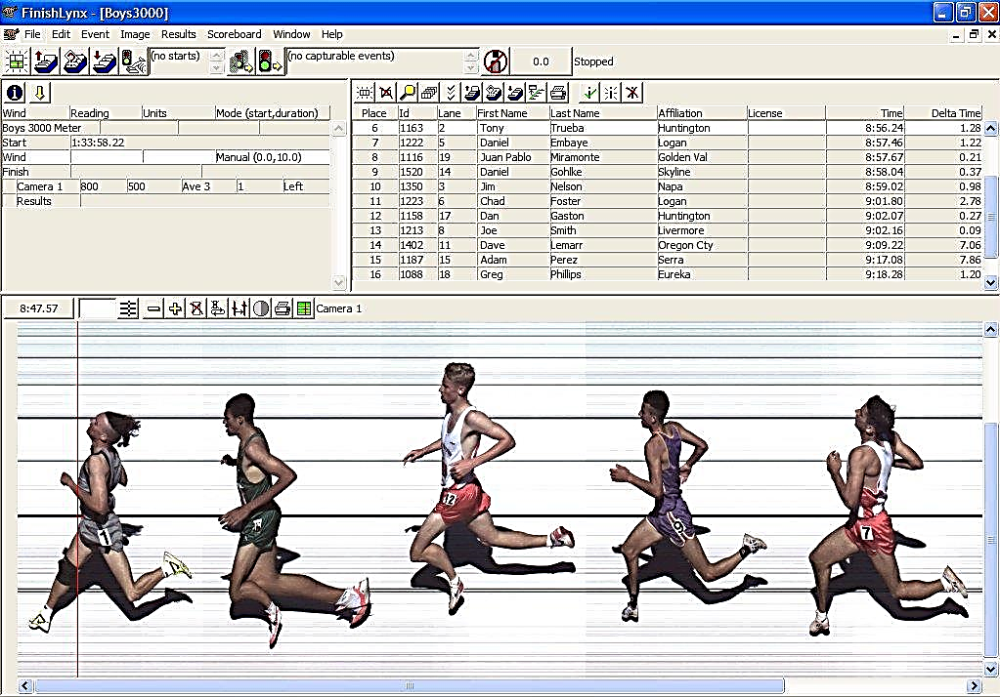 FinishLynx - [Boys3000]
File Edit Event Image Results Scoreboard Window Help
(no starts) (no capturable events) 0.0 Stopped
Wind Reading Units Mode (start,duration)
Boys 3000 Meter
Start 1:33:58.22
Wind Manual (0.0,10.0)
Finish
Camera 1 800 500 Ave 3 1 Left
Results
Place Id Lane First Name Last Name Affiliation License Time Delta Time
6 1163 2 Tony Trueba Huntington 8:56.24 1.28
7 1222 5 Daniel Embaye Logan 8:57.46 1.22
8 1116 19 Juan Pablo Miramonte Golden Val 8:57.67 0.21
9 1520 14 Daniel Gohlke Skyline 8:58.04 0.37
10 1350 3 Jim Nelson Napa 8:59.02 0.98
11 1223 6 Chad Foster Logan 9:01.80 2.78
12 1158 17 Dan Gaston Huntington 9:02.07 0.27
13 1213 8 Joe Smith Livermore 9:02.16 0.09
14 1402 11 Dave Lemarr Oregon Cty 9:09.22 7.06
15 1187 15 Adam Perez Serra 9:17.08 7.86
16 1088 18 Greg Phillips Eureka 9:18.28 1.20
8:47.57 Camera 1
1
12
9
7